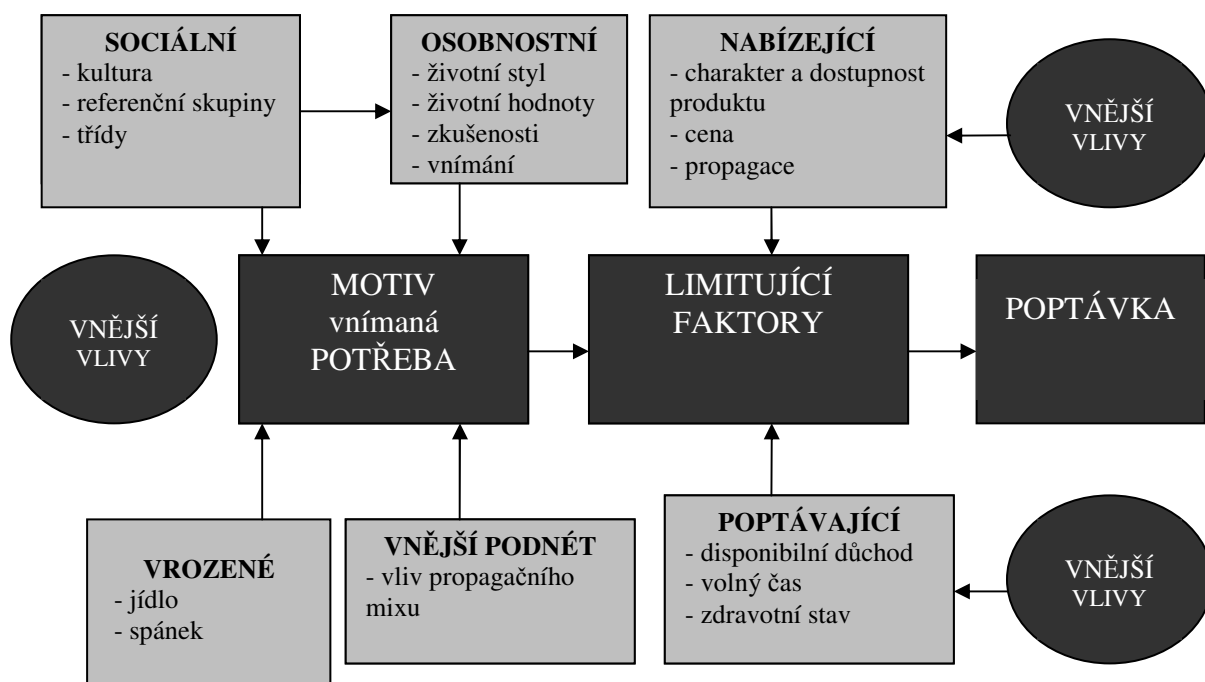 SOCIÁLNÍ
- kultura
- referenční skupiny
- třídy
OSOBNOSTNÍ
- životní styl
- životní hodnoty
- zkušenosti
- vnímání
NABÍZEJÍCÍ
- charakter a dostupnost
produktu
- cena
- propagace
VNĚJŠÍ
VLIVY
VNĚJŠÍ
VLIVY
MOTIV
vnímaná
POTŘEBA
LIMITUJÍCÍ
FAKTORY
POPTÁVKA
VROZENÉ
- jídlo
- spánek
VNĚJŠÍ PODNÉT
- vliv propagačního
mixu
POPTÁVAJÍCÍ
- disponibilní důchod
- volný čas
- zdravotní stav
VNĚJŠÍ
VLIVY